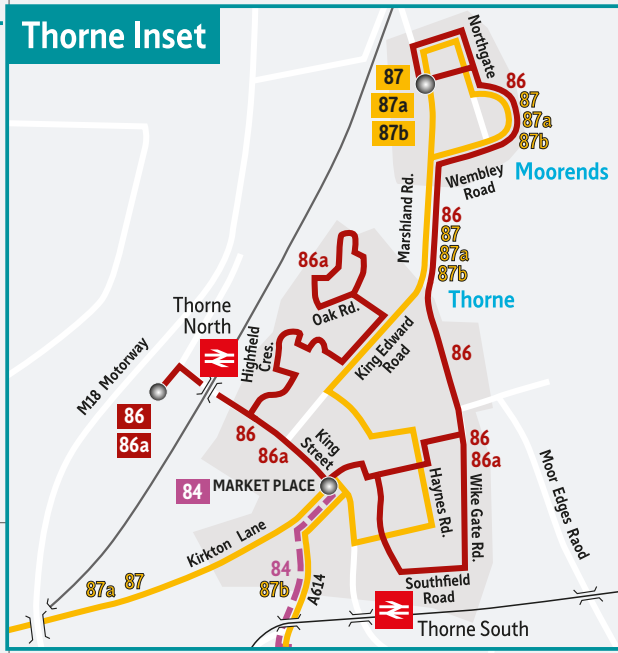 Thorne Inset
Northgate
87
87a
87b
86
87
87a
87b
Wembley
Road
Moorends
Marshland Rd.
86
87
87a
87b
86a
Oak Rd.
Thorne
Thorne
North
Highfield
Cres.
King Edward
Road
86
M18 Motorway
86
86a
86
86a
King
Street
86
86a
84
MARKET PLACE
Haynes Rd.
Wike Gate Rd.
Moor Edges Raod
Kirkton Lane
87a
87
84
87b
A614
Southfield
Road
Thorne South